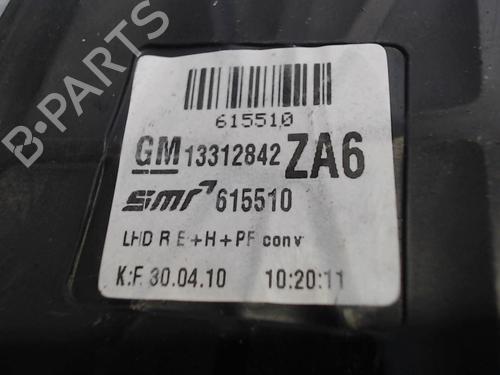 615510
GM 13312842 ZA6
smr 615510
LHD R E+H+PF conv
K:F. 30.04.10 10:20:11
B-PARTS